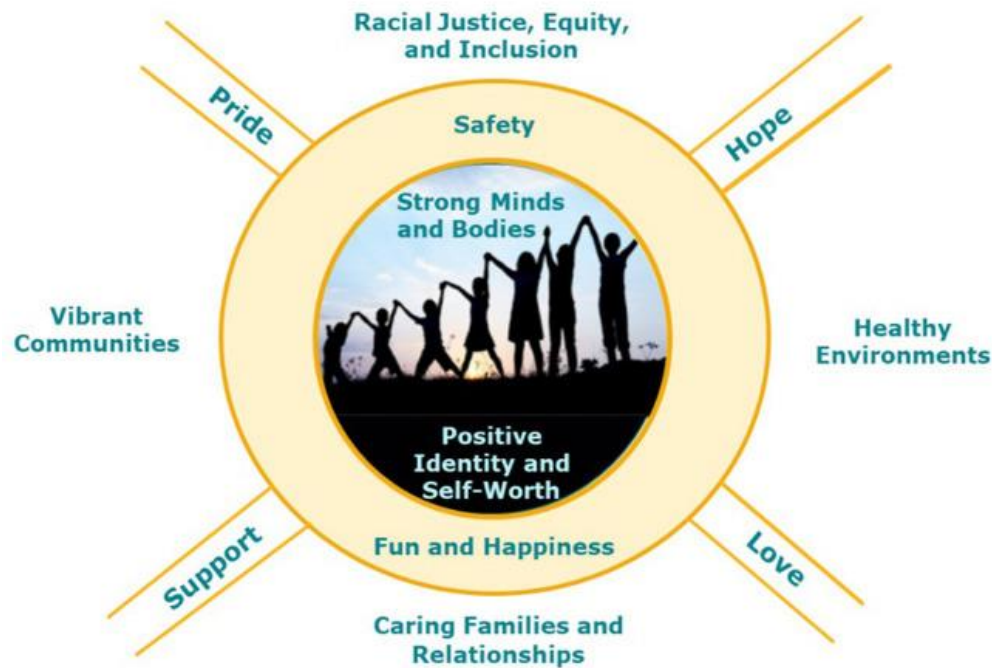 Racial Justice, Equity,
and Inclusion
Pride
Hope
Safety
Strong Minds
and Bodies
Vibrant
Communities
Healthy
Environments
Positive
Identity and
Self-Worth
Fun and Happiness
Support
Love
Caring Families and
Relationships